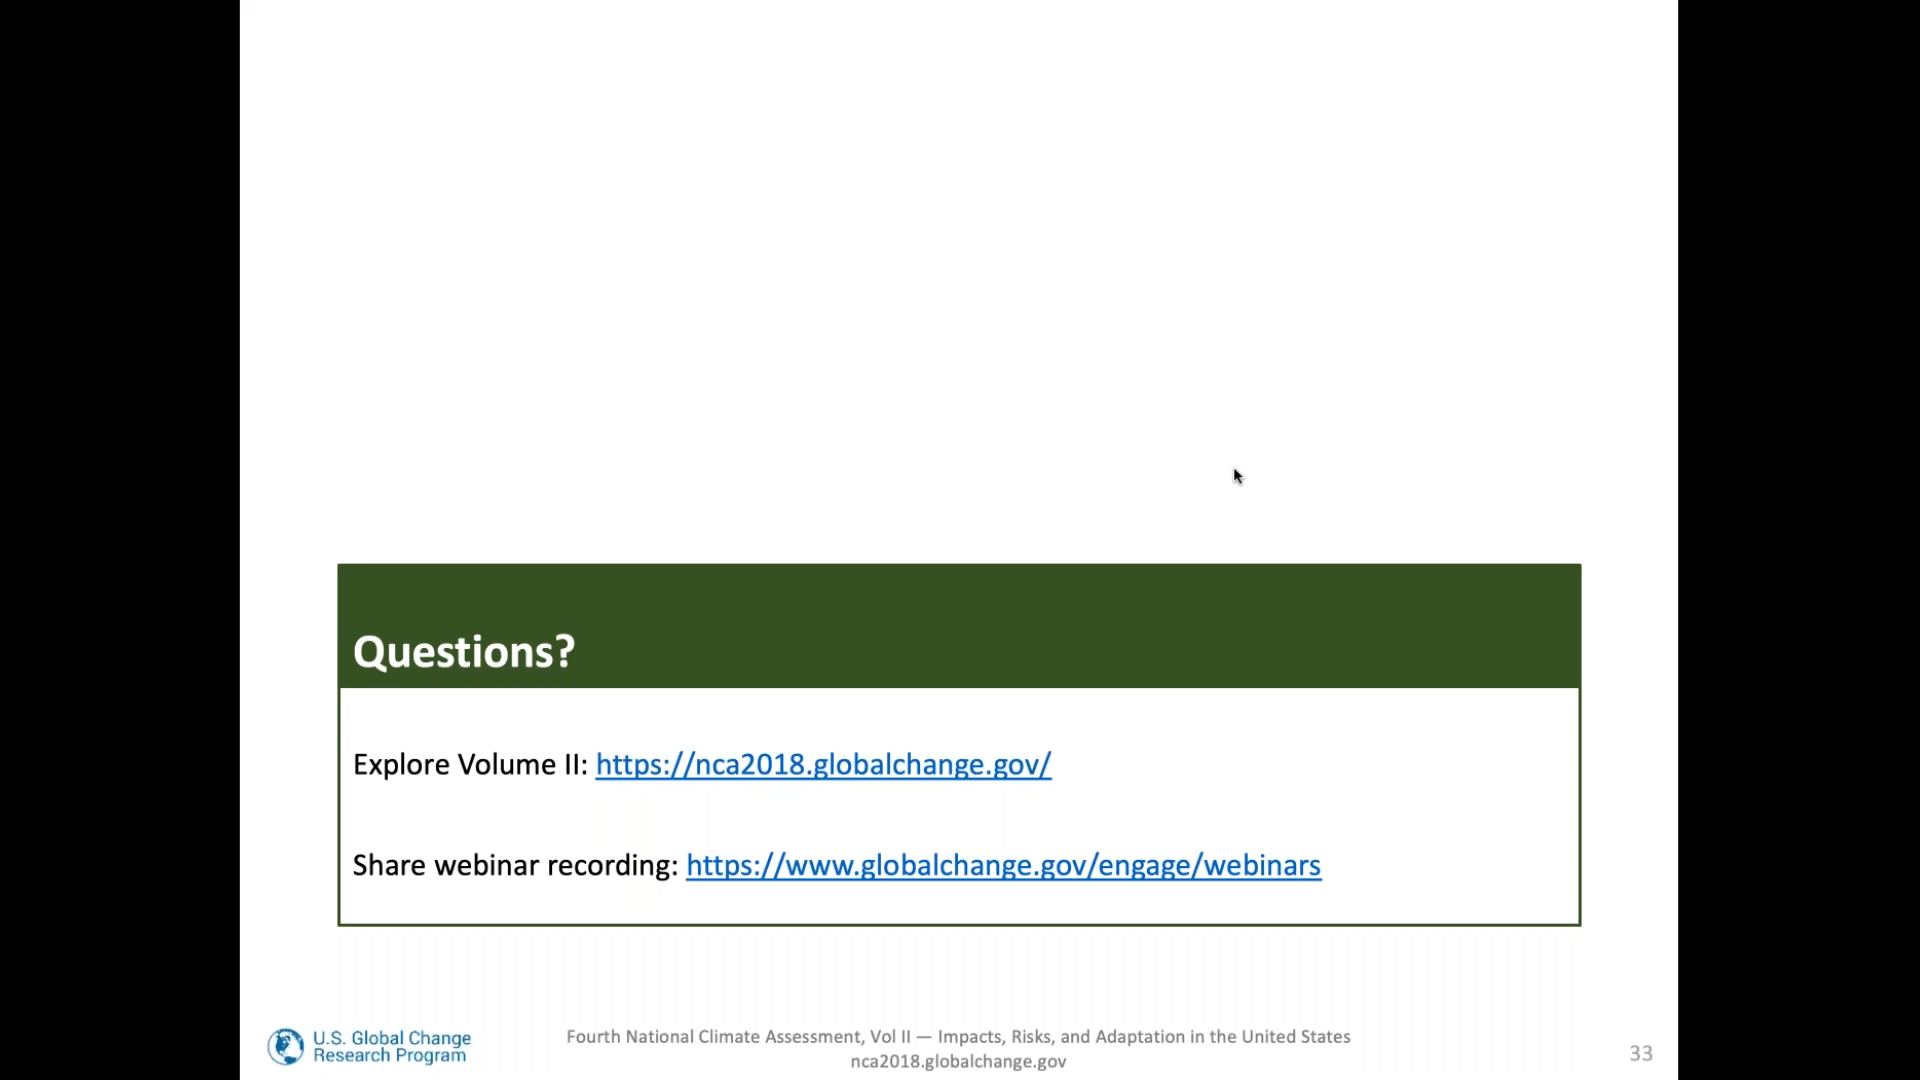 Questions?
Explore Volume II: https://nca2018.globalchange.gov/
Share webinar recording: https://www.globalchange.gov/engage/webinars
U.S. Global Change
Research Program
Fourth National Climate Assessment, Vol II — Impacts, Risks, and Adaptation in the United States
nca2018.globalchange.gov
33